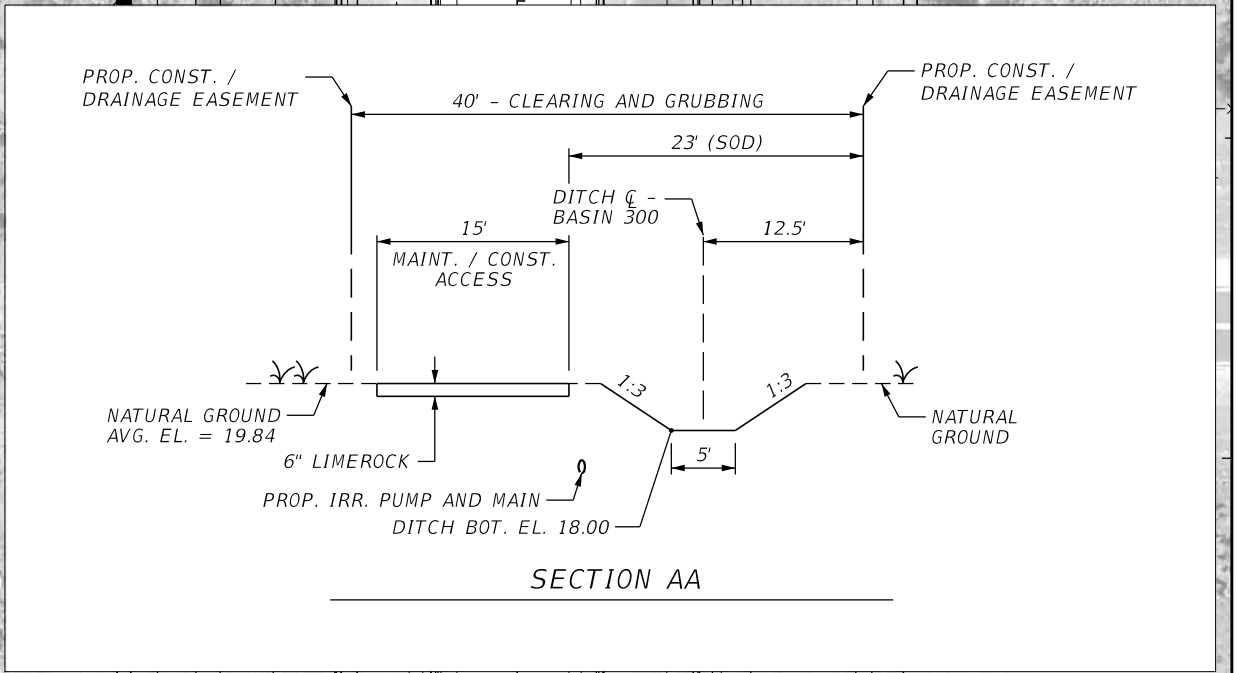 PROP. CONST. /
DRAINAGE EASEMENT
PROP. CONST. /
DRAINAGE EASEMENT
40' - CLEARING AND GRUBBING
23' (SOD)
DITCH ℄ -
BASIN 300
15'
12.5'
MAINT. / CONST.
ACCESS
1:3
1:3
NATURAL GROUND
AVG. EL. = 19.84
NATURAL
GROUND
6" LIMEROCK
5'
PROP. IRR. PUMP AND MAIN
DITCH BOT. EL. 18.00
SECTION AA